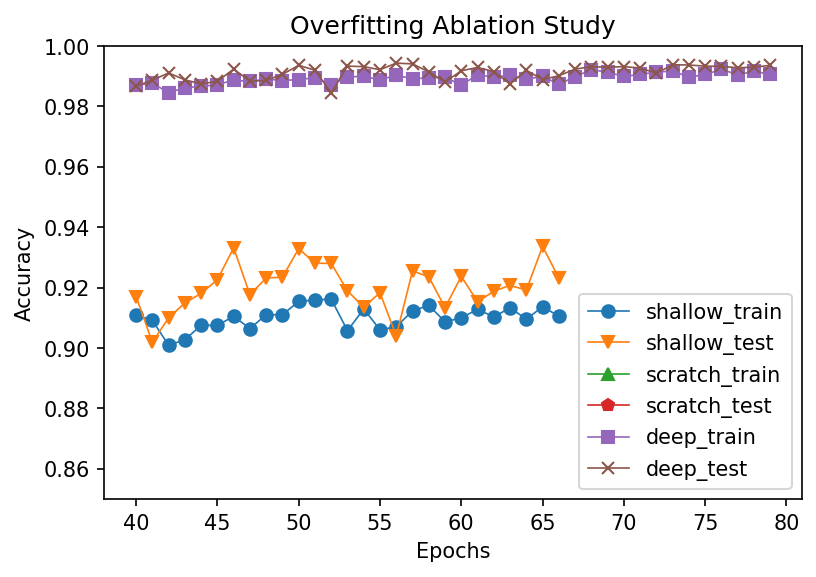 Overfitting Ablation Study
1.00
0.98
0.96
0.94
0.92
0.90
0.88
0.86
Accuracy
shallow_train
shallow_test
scratch_train
scratch_test
deep_train
deep_test
40 45 50 55 60 65 70 75 80
Epochs